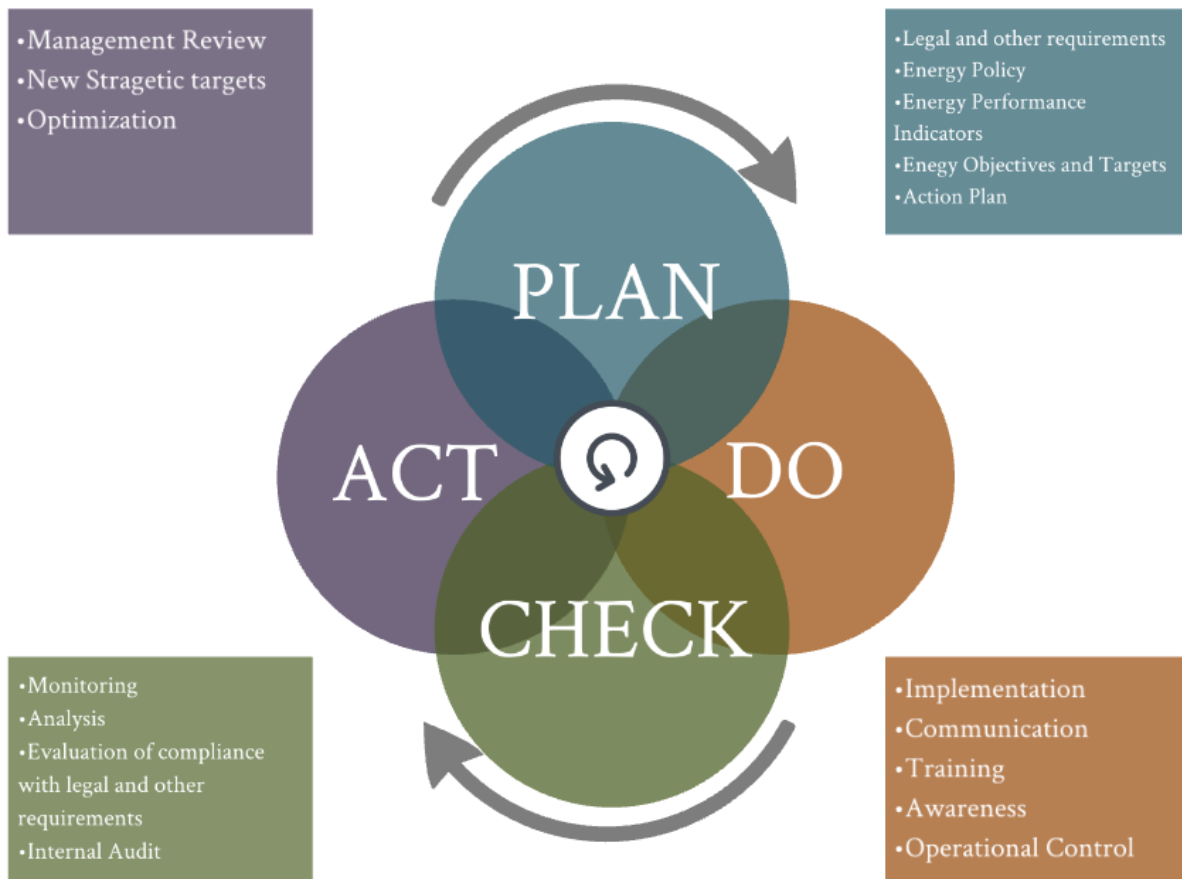 •Management Review
•New Stragetic targets
•Optimization
•Legal and other requirements
•Energy Policy
•Energy Performance
Indicators
•Enegy Objectives and Targets
•Action Plan
PLAN
ACT
DO
CHECK
•Monitoring
•Analysis
•Evaluation of compliance
with legal and other
requirements
•Internal Audit
•Implementation
•Communication
•Training
•Awareness
•Operational Control